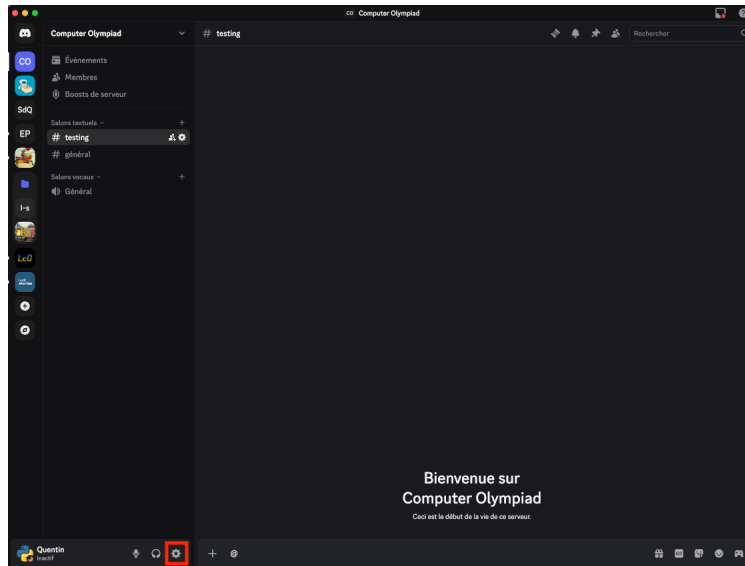 CO Computer Olympiad
Computer Olympiad
# testing
Rechercher
CO
SdQ
EP
I-s
LcO
Événements
Membres
Boosts de serveur
Salons textuels
# testing
# général
Salons vocaux
Général
Bienvenue sur
Computer Olympiad
Ceci est le début de la vie de ce serveur.
Quentin
Inactif
GIF